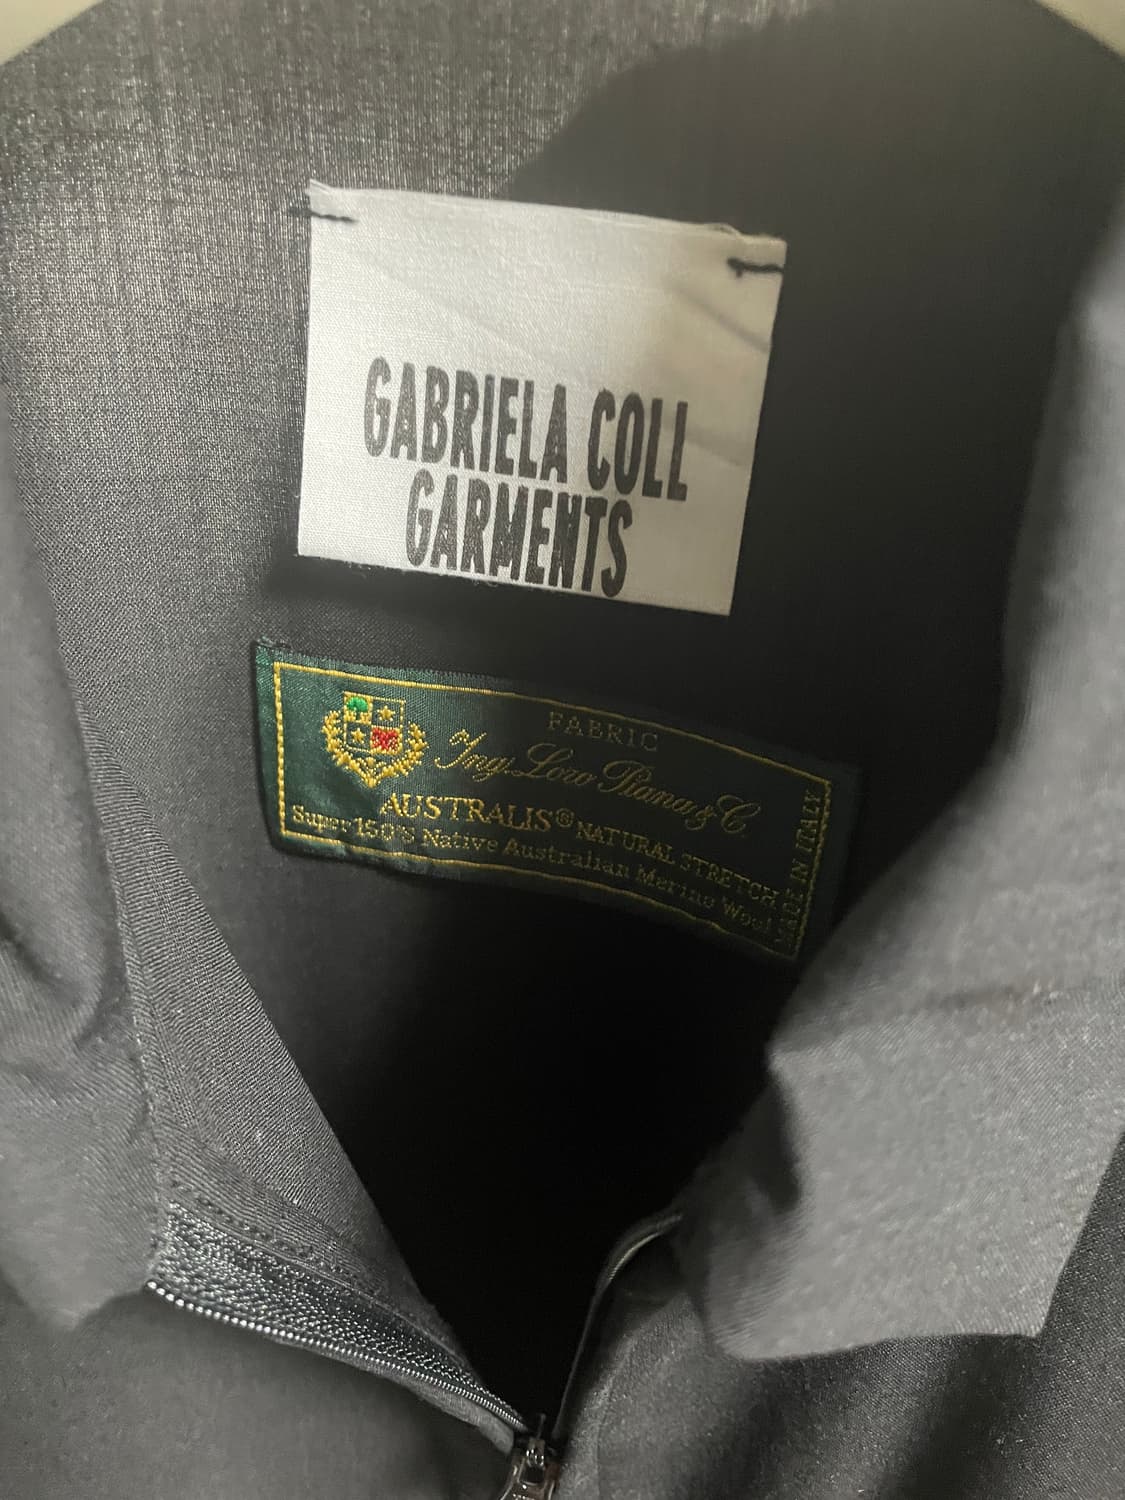 GABRIELA COLL
GARMENTS
FABRIC
Ing. Loro Piana & C.
AUSTRALIS® NATURAL STRETCH
Super 150'S Native Australian Merino Wool
MADE IN ITALY